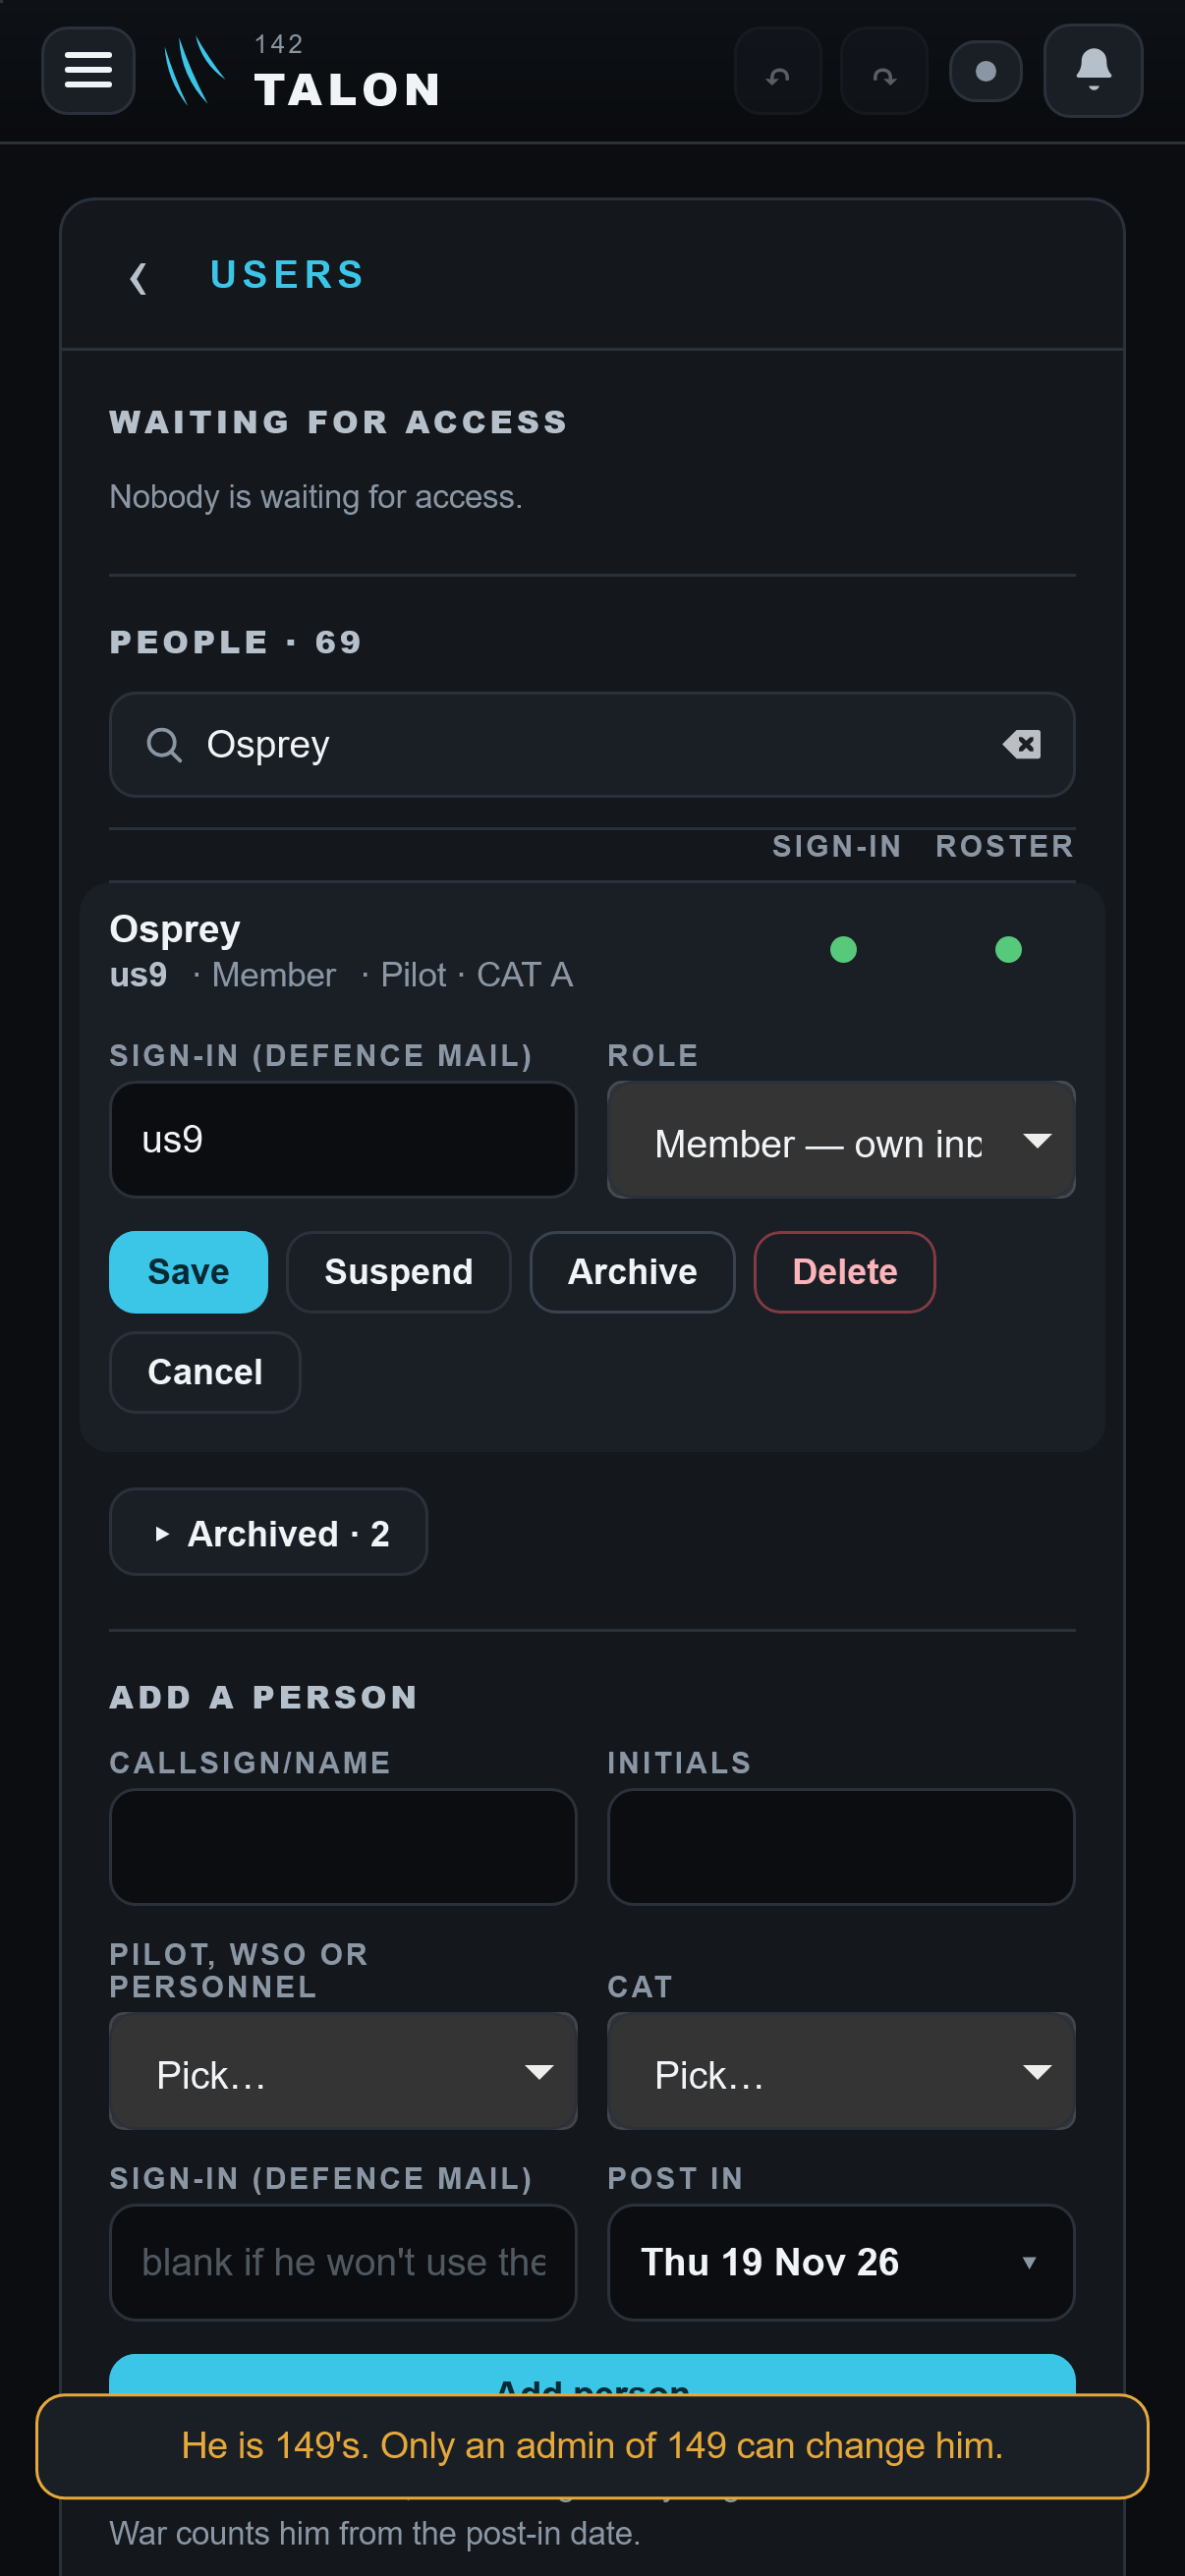 142
TALON
USERS
WAITING FOR ACCESS
Nobody is waiting for access.
PEOPLE · 69
Osprey
SIGN-IN ROSTER
Osprey
us9 · Member · Pilot · CAT A
SIGN-IN (DEFENCE MAIL) ROLE
us9 Member — own inp
Save Suspend Archive Delete
Cancel
Archived · 2
ADD A PERSON
CALLSIGN/NAME INITIALS
PILOT, WSO OR
PERSONNEL CAT
Pick... Pick...
SIGN-IN (DEFENCE MAIL) POST IN
blank if he won't use the Thu 19 Nov 26
Add person
He is 149's. Only an admin of 149 can change him.
War counts him from the post-in date.